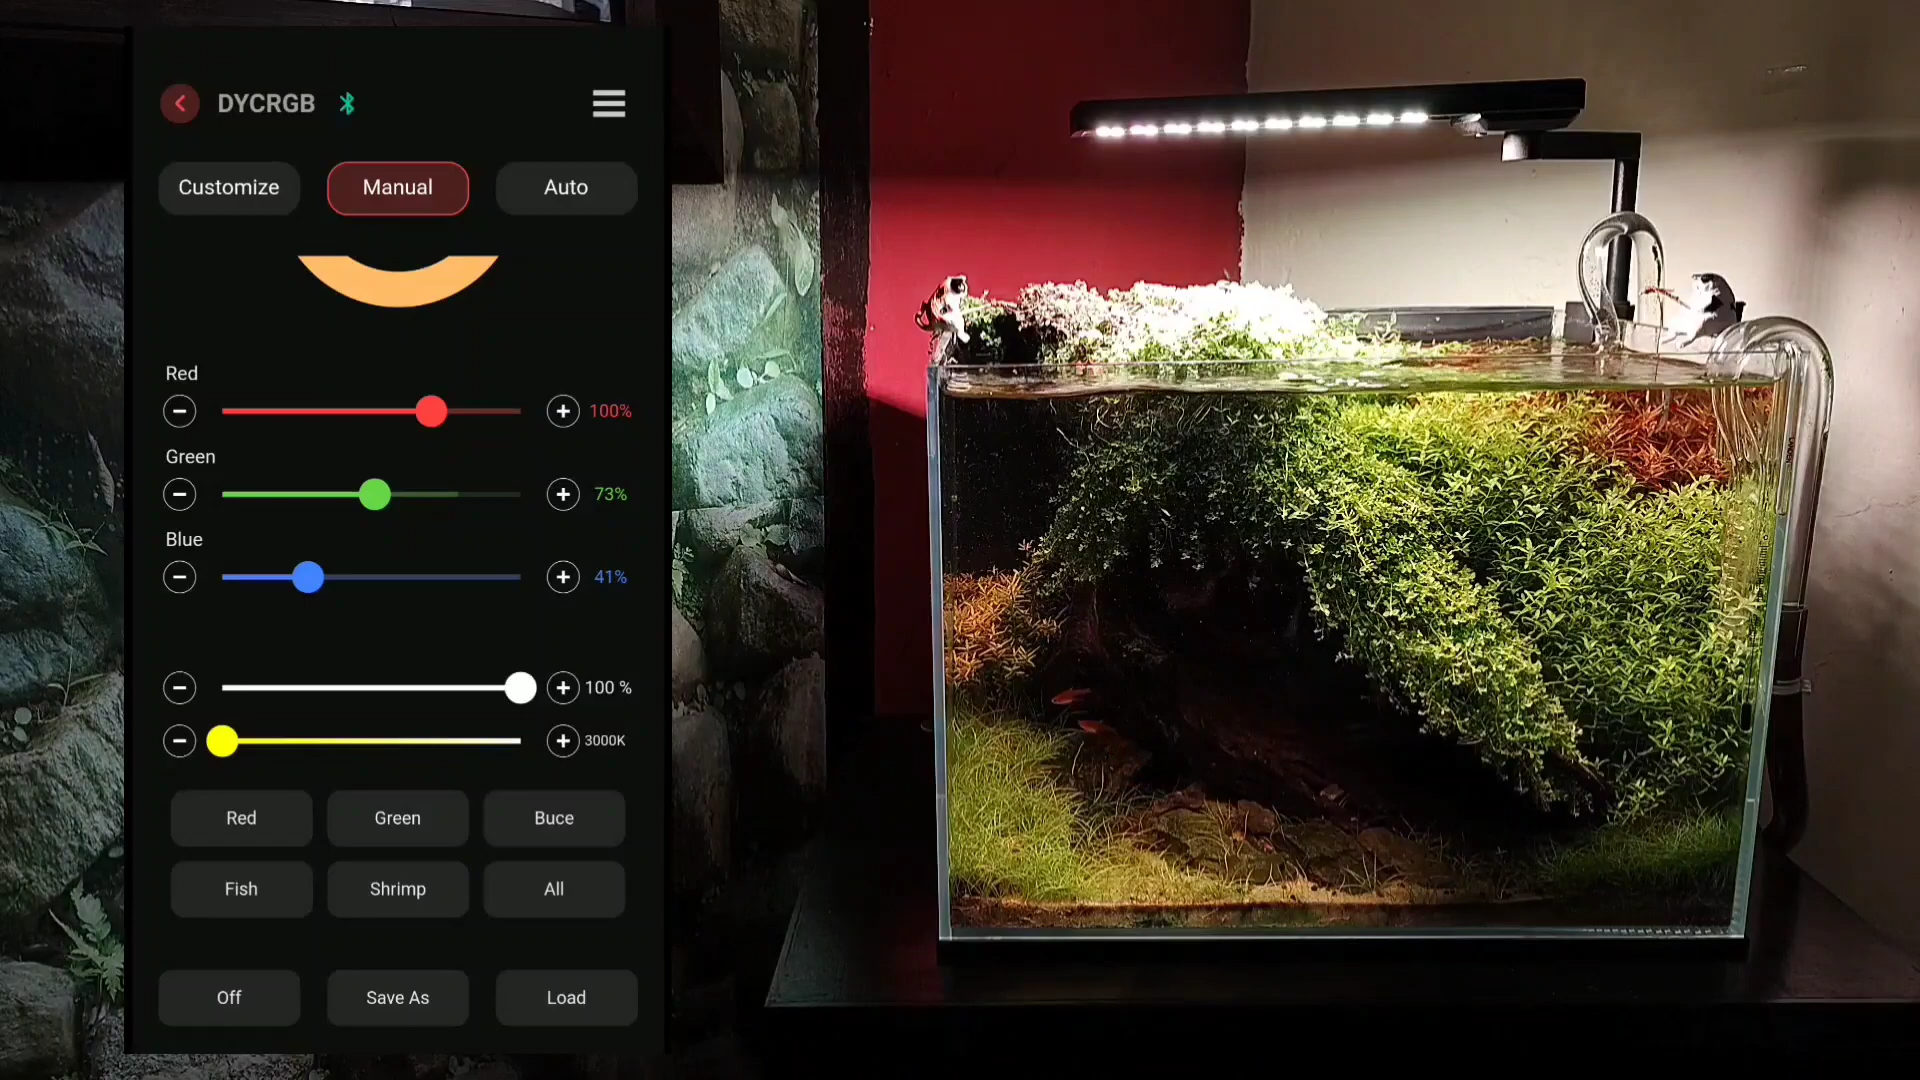 DYCRGB
Customize
Manual
Auto
Red
100%
Green
73%
Blue
41%
100 %
3000K
Red
Green
Buce
Fish
Shrimp
All
Off
Save As
Load